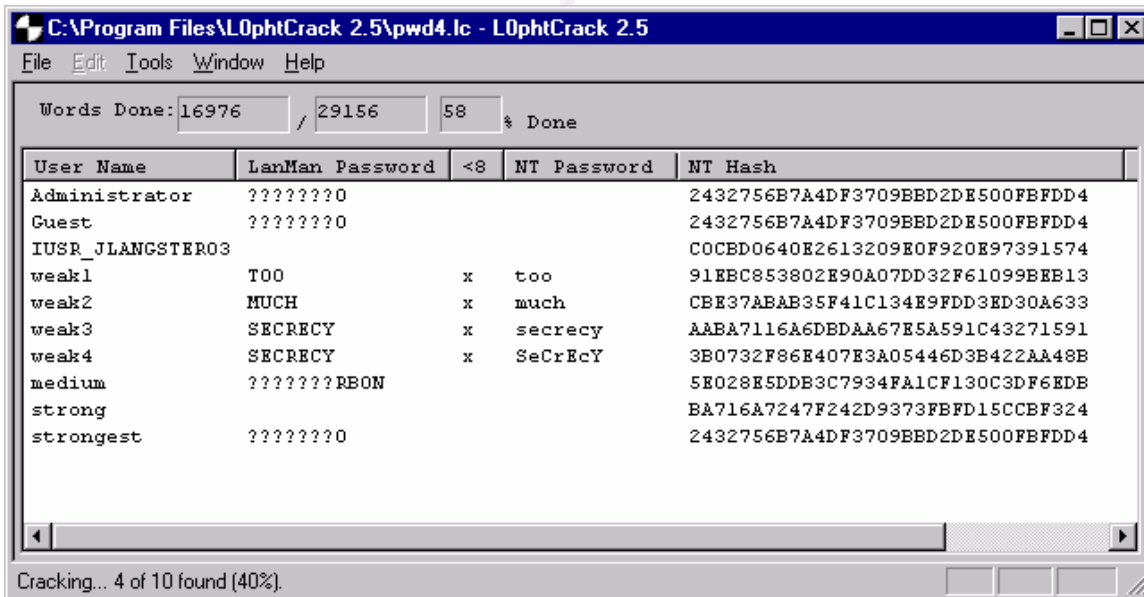 C:\Program Files\L0phtCrack 2.5\pwd4.lc - L0phtCrack 2.5
File Edit Tools Window Help
Words Done: 16976 / 29156 58 % Done
User Name LanMan Password <8 NT Password NT Hash
Administrator ???????0 2432756B7A4DF3709BBD2DE500FBFDD4
Guest ???????0 2432756B7A4DF3709BBD2DE500FBFDD4
IUSR_JLANGSTER03 C0CBD0640E2613209E0F920E97391574
weak1 TOO x too 91EBC853802E90A07DD32F61099BEB13
weak2 MUCH x much CBE37ABAB35F41C134E9FDD3ED30A633
weak3 SECRECY x secrecy AABA7116A6DBDAA67E5A591C43271591
weak4 SECRECY x SeCrEcY 3B0732F86E407E3A05446D3B422AA48B
medium ???????RBON 5E028E5DDB3C7934FA1CF130C3DF6EDB
strong BA716A7247F242D9373FBFD15CCBF324
strongest ???????0 2432756B7A4DF3709BBD2DE500FBFDD4
Cracking... 4 of 10 found (40%).